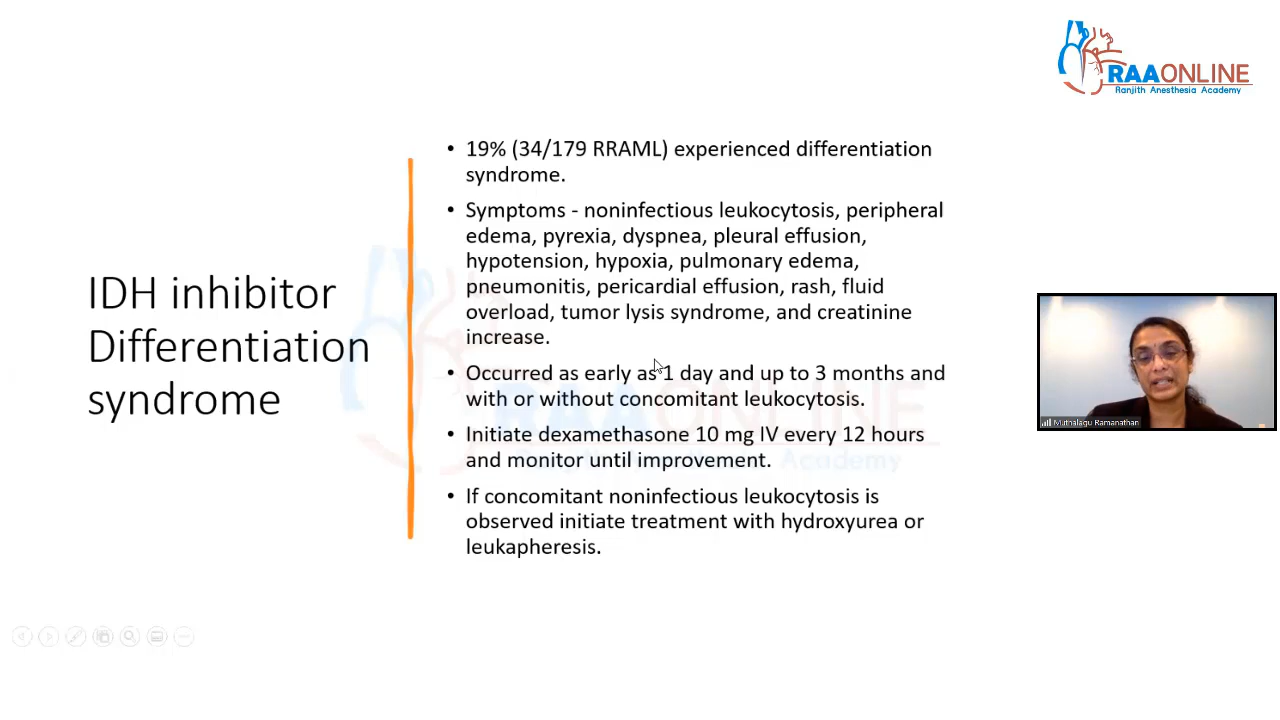 RAAONLINE
Ranjith Anesthesia Academy
IDH inhibitor
Differentiation
syndrome
• 19% (34/179 RRAML) experienced differentiation
syndrome.
• Symptoms - noninfectious leukocytosis, peripheral
edema, pyrexia, dyspnea, pleural effusion,
hypotension, hypoxia, pulmonary edema,
pneumonitis, pericardial effusion, rash, fluid
overload, tumor lysis syndrome, and creatinine
increase.
• Occurred as early as 1 day and up to 3 months and
with or without concomitant leukocytosis.
• Initiate dexamethasone 10 mg IV every 12 hours
and monitor until improvement.
• If concomitant noninfectious leukocytosis is
observed initiate treatment with hydroxyurea or
leukapheresis.
RAAONLINE
Ranjith Anesthesia Academy
Muthalagu Ramanathan